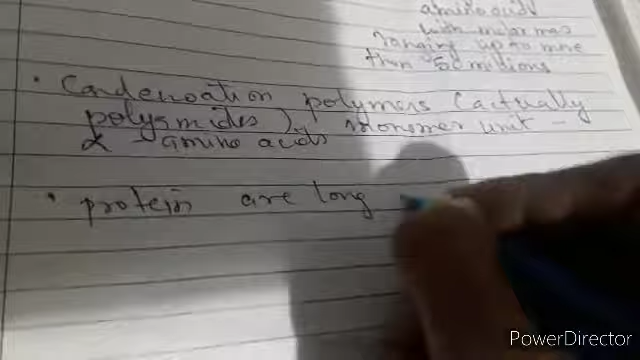 amino acids
with molar mass
ranging up to more
than 50 millions
• Condensation polymers (actually
polyamides), monomer unit –
α - amino acids
• protein are long
PowerDirector